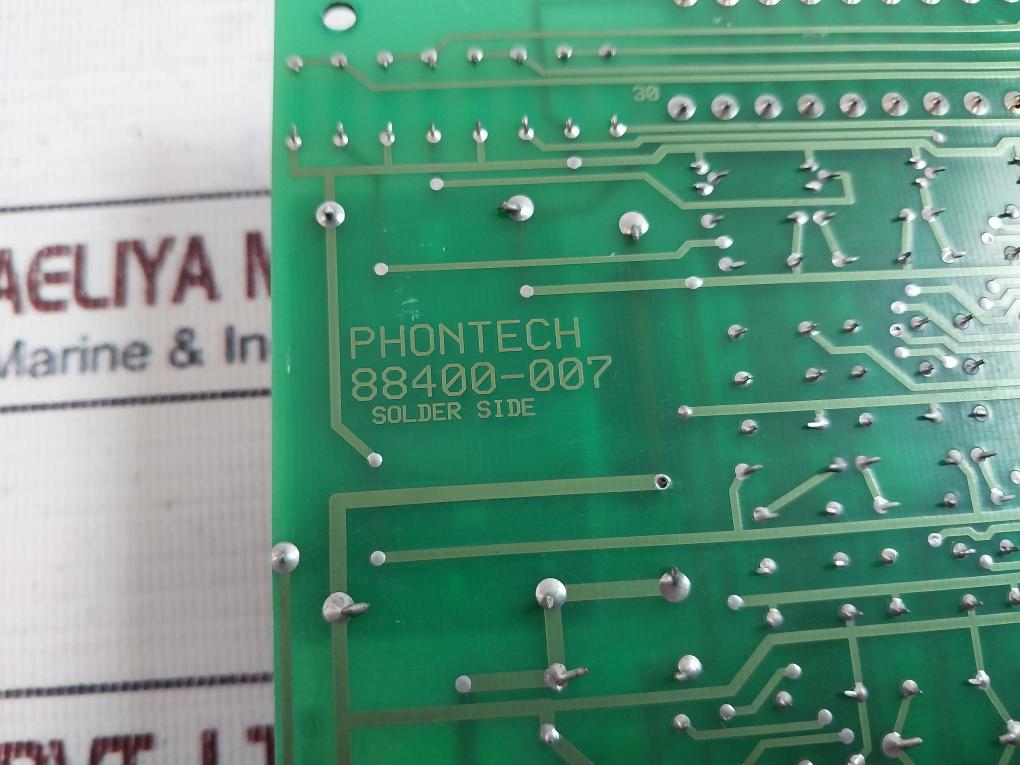 30
AELIYA M
Marine & In
PHONTECH
88400-007
SOLDER SIDE